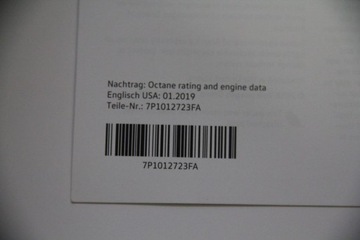 Nachtrag: Octane rating and engine data
Englisch USA: 01.2019
Teile-Nr.: 7P1012723FA
7P1012723FA